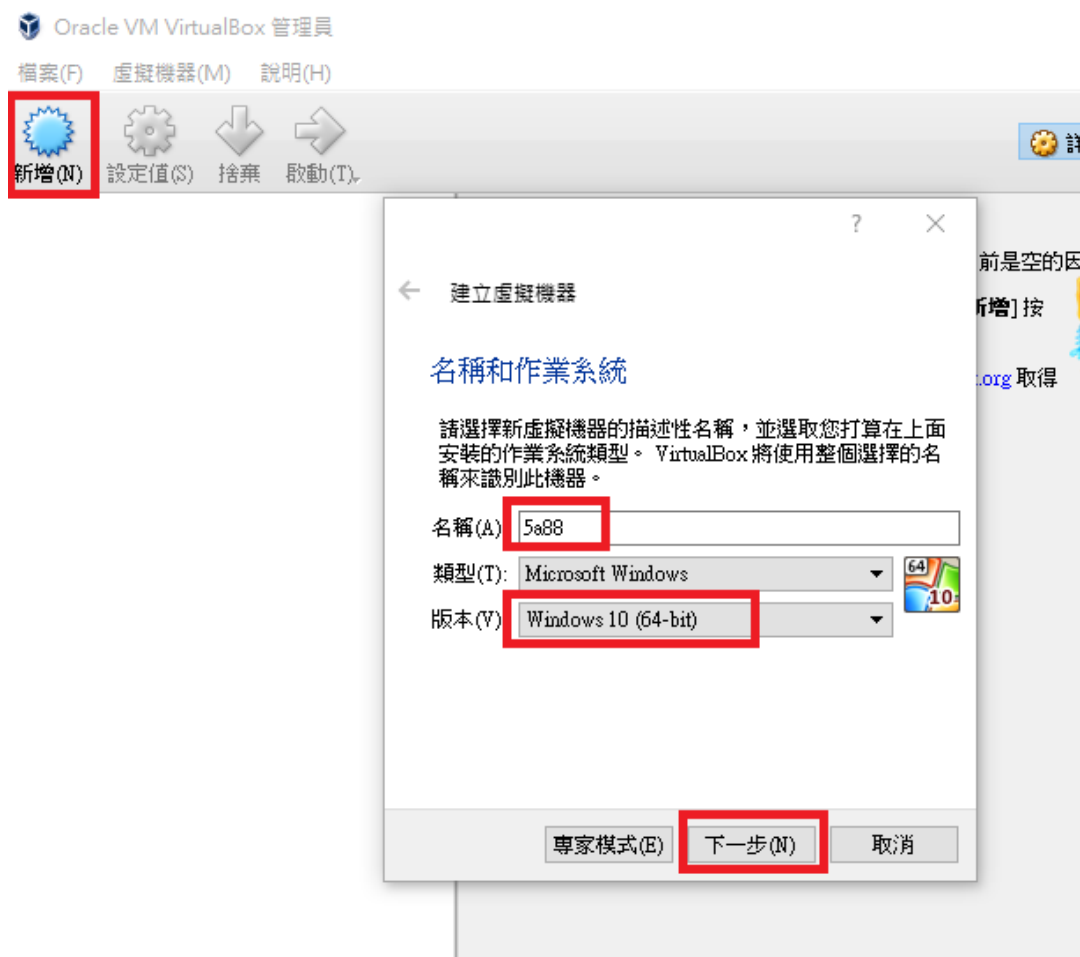 Oracle VM VirtualBox 管理員
檔案(F) 虛擬機器(M) 說明(H)
新增(N) 設定值(S) 捨棄 啟動(T)
詳
?
前是空的因
建立虛擬機器
新增] 按
名稱和作業系統
.org 取得
請選擇新虛擬機器的描述性名稱，並選取您打算在上面
安裝的作業系統類型。 VirtualBox 將使用整個選擇的名
稱來識別此機器。
名稱(A) 5a88
類型(T): Microsoft Windows
64
10
版本(V) Windows 10 (64-bit)
專家模式(E) 下一步(N) 取消